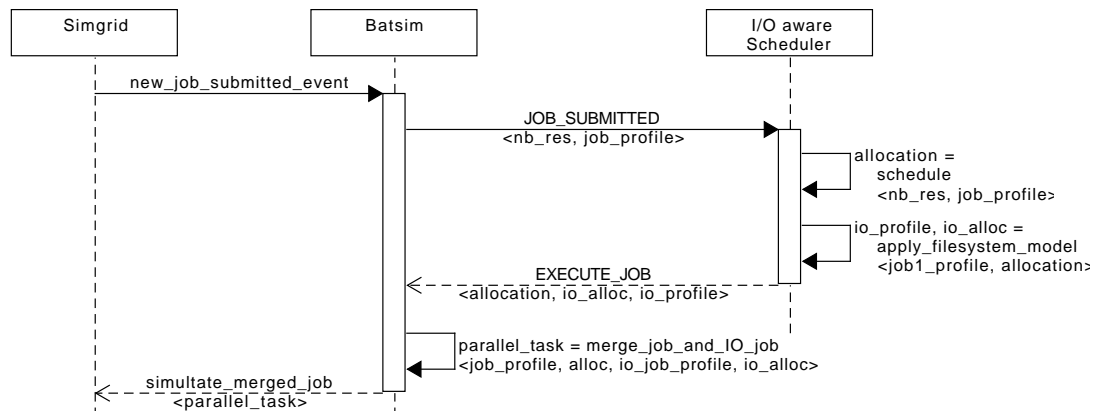 Simgrid
Batsim
I/O aware
Scheduler
new_job_submitted_event
JOB_SUBMITTED
<nb_res, job_profile>
allocation =
schedule
<nb_res, job_profile>
io_profile, io_alloc =
apply_filesystem_model
<job1_profile, allocation>
EXECUTE_JOB
<allocation, io_alloc, io_profile>
parallel_task = merge_job_and_IO_job
<job_profile, alloc, io_job_profile, io_alloc>
simultate_merged_job
<parallel_task>